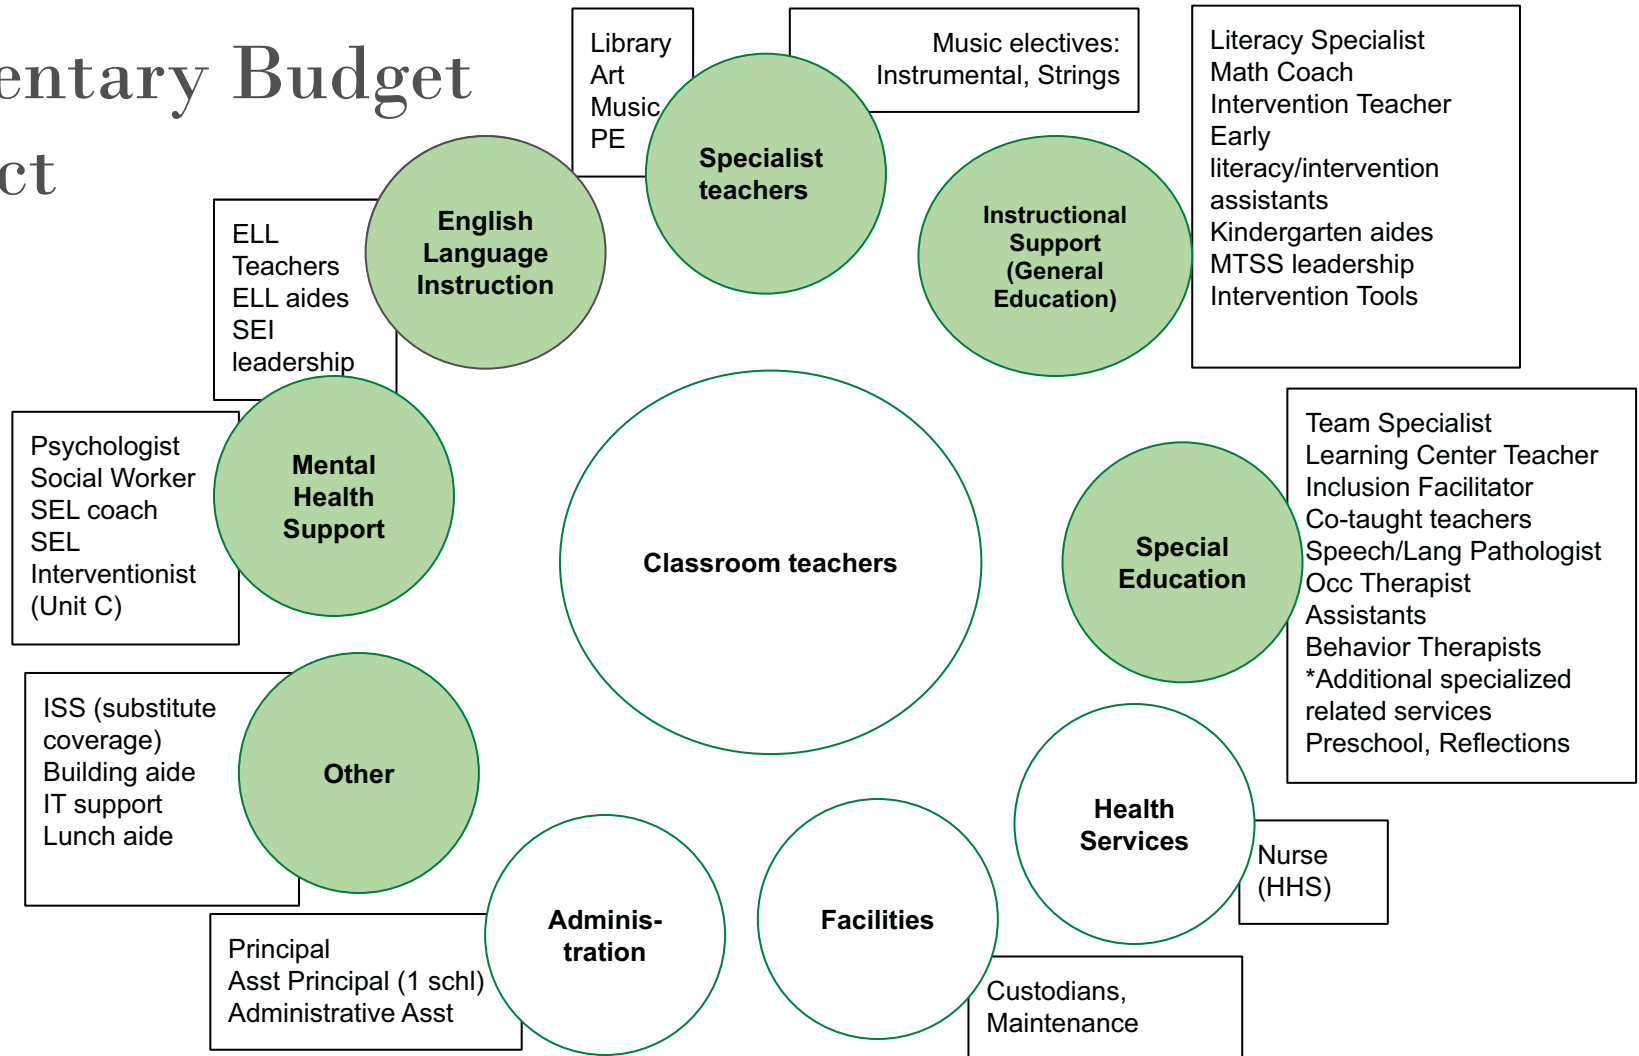 entary Budget
ct
Library
Art
Music
PE
Music electives:
Instrumental, Strings
Specialist
teachers
Literacy Specialist
Math Coach
Intervention Teacher
Early
literacy/intervention
assistants
Kindergarten aides
MTSS leadership
Intervention Tools
Instructional
Support
(General
Education)
English
Language
Instruction
ELL
Teachers
ELL aides
SEI
leadership
Psychologist
Social Worker
SEL coach
SEL
Interventionist
(Unit C)
Mental
Health
Support
Classroom teachers
Special
Education
Team Specialist
Learning Center Teacher
Inclusion Facilitator
Co-taught teachers
Speech/Lang Pathologist
Occ Therapist
Assistants
Behavior Therapists
*Additional specialized
related services
Preschool, Reflections
ISS (substitute
coverage)
Building aide
IT support
Lunch aide
Other
Health
Services
Nurse
(HHS)
Principal
Asst Principal (1 schl)
Administrative Asst
Adminis-
tration
Facilities
Custodians,
Maintenance